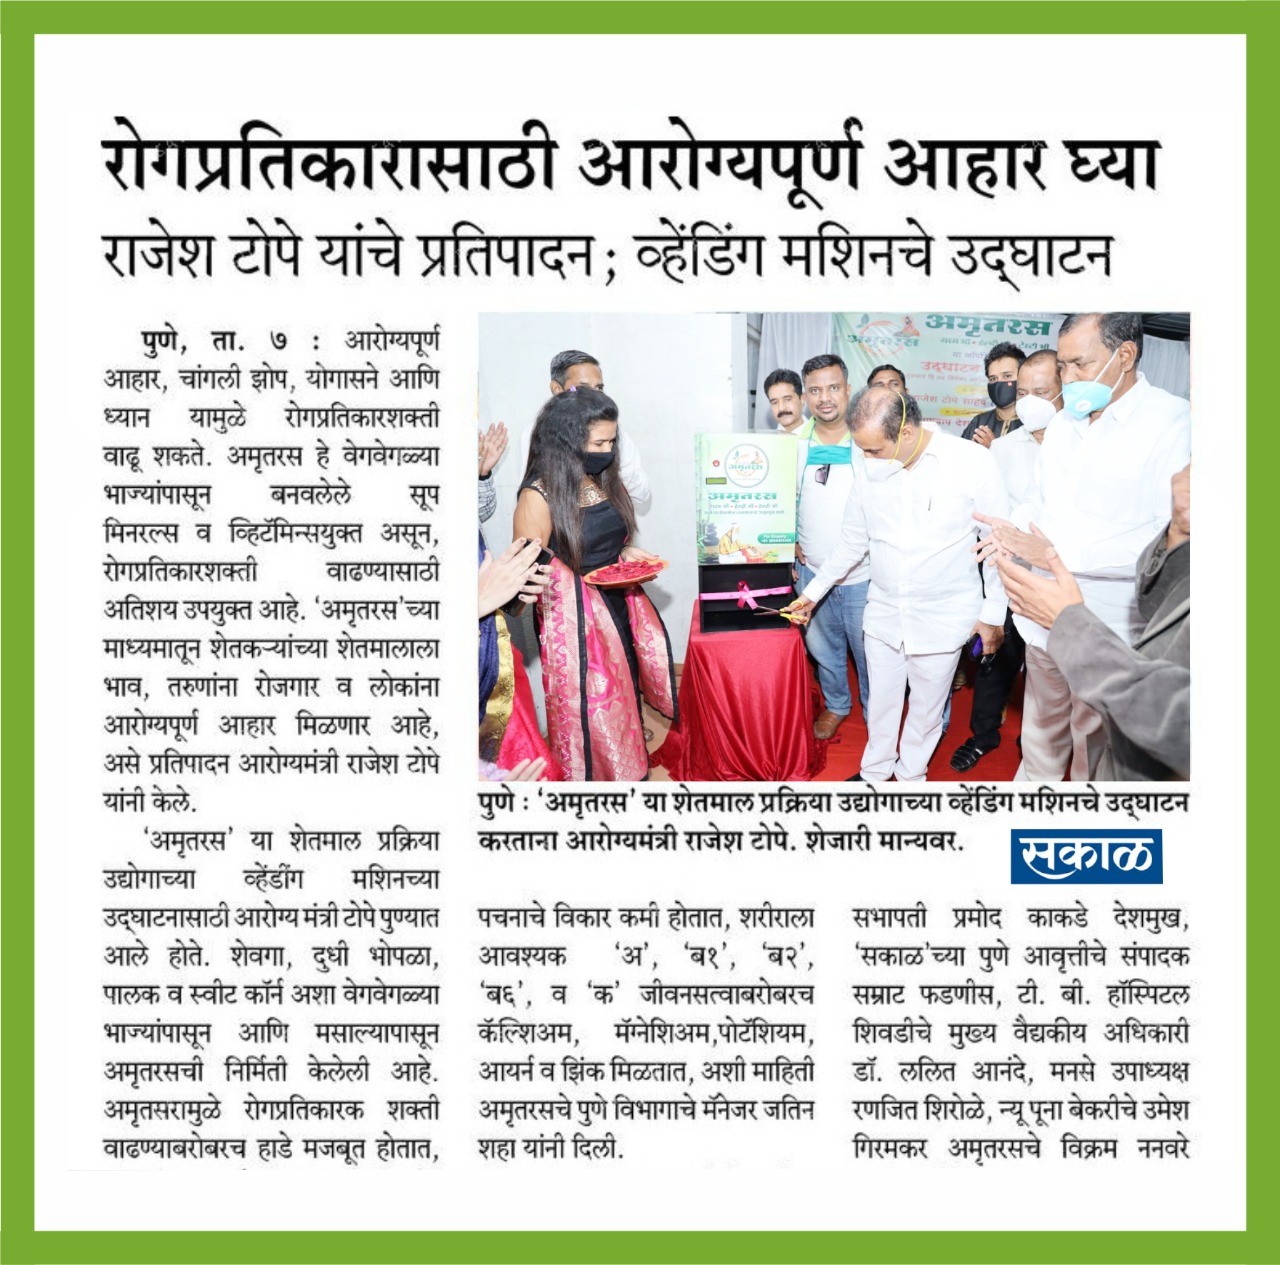 रोगप्रतिकारासाठी आरोग्यपूर्ण आहार घ्या
राजेश टोपे यांचे प्रतिपादन; व्हेंडिंग मशिनचे उद्‌घाटन
पुणे, ता. ७ : आरोग्यपूर्ण
आहार, चांगली झोप, योगासने आणि
ध्यान यामुळे रोगप्रतिकारशक्ती
वाढू शकते. अमृतरस हे वेगवेगळ्या
भाज्यांपासून बनवलेले सूप
मिनरल्स व व्हिटॅमिन्सयुक्त असून,
रोगप्रतिकारशक्ती वाढण्यासाठी
अतिशय उपयुक्त आहे. ‘अमृतरस’च्या
माध्यमातून शेतकऱ्यांच्या शेतमालाला
भाव, तरुणांना रोजगार व लोकांना
आरोग्यपूर्ण आहार मिळणार आहे,
असे प्रतिपादन आरोग्यमंत्री राजेश टोपे
यांनी केले.
‘अमृतरस’ या शेतमाल प्रक्रिया
उद्योगाच्या व्हेंडींग मशिनच्या
उद्‌घाटनासाठी आरोग्य मंत्री टोपे पुण्यात
आले होते. शेवगा, दुधी भोपळा,
पालक व स्वीट कॉर्न अशा वेगवेगळ्या
भाज्यांपासून आणि मसाल्यापासून
अमृतरसची निर्मिती केलेली आहे.
अमृतसरामुळे रोगप्रतिकारक शक्ती
वाढण्याबरोबरच हाडे मजबूत होतात,
अमृतरस
अमृतरस
उद्‌घाटन
राजेश टोपे साहेब
अमृतरस
अमृतरस
पुणे : ‘अमृतरस’ या शेतमाल प्रक्रिया उद्योगाच्या व्हेंडिंग मशिनचे उद्‌घाटन
करताना आरोग्यमंत्री राजेश टोपे. शेजारी मान्यवर.
सकाळ
पचनाचे विकार कमी होतात, शरीराला
आवश्यक ‘अ’, ‘ब१’, ‘ब२’,
‘ब६’, व ‘क’ जीवनसत्वाबरोबरच
कॅल्शिअम, मॅग्नेशिअम,पोटॅशियम,
आयर्न व झिंक मिळतात, अशी माहिती
अमृतरसचे पुणे विभागाचे मॅनेजर जतिन
शहा यांनी दिली.
सभापती प्रमोद काकडे देशमुख,
‘सकाळ’च्या पुणे आवृत्तीचे संपादक
सम्राट फडणीस, टी. बी. हॉस्पिटल
शिवडीचे मुख्य वैद्यकीय अधिकारी
डॉ. ललित आनंदे, मनसे उपाध्यक्ष
रणजित शिरोळे, न्यू पूना बेकरीचे उमेश
गिरमकर अमृतरसचे विक्रम ननवरे